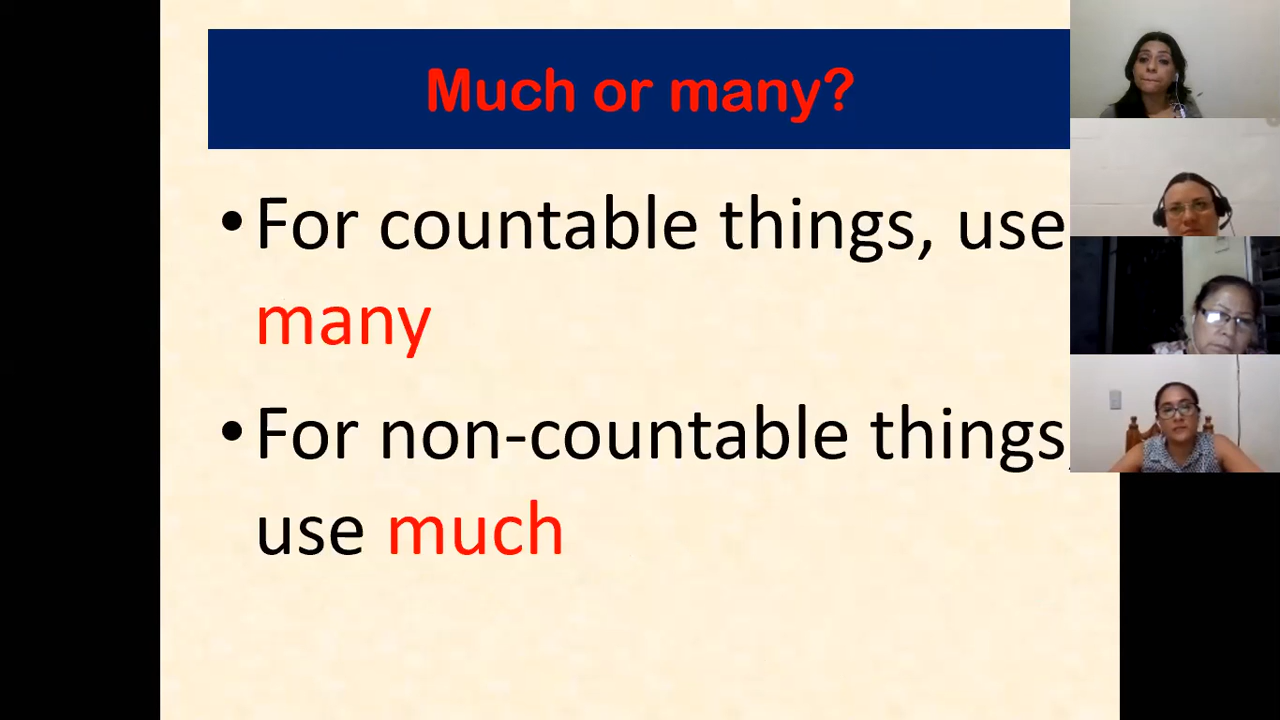 Much or many?
•For countable things, use
many
•For non-countable things,
use much